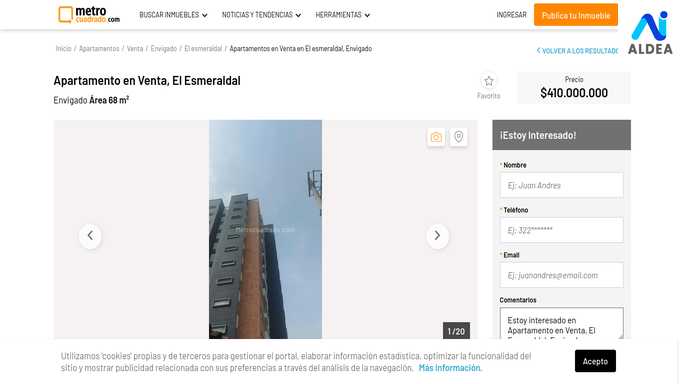 metro
cuadrado.com
BUSCAR INMUEBLES
NOTICIAS Y TENDENCIAS
HERRAMIENTAS
INGRESAR
Publica tu Inmueble
ALDEA
Inicio / Apartamentos / Venta / Envigado / El esmeraldal / Apartamentos en Venta en El esmeraldal, Envigado
VOLVER A LOS RESULTADO
Apartamento en Venta, El Esmeraldal
Envigado Área 68 m²
Favorito
Precio
$410.000.000
¡Estoy Interesado!
* Nombre
Ej: Juan Andres
* Teléfono
Ej: 322*******
* Email
Ej: juanandres@email.com
Comentarios
Estoy interesado en
Apartamento en Venta, El
metrocuadrado.com
1/20
Utilizamos 'cookies' propias y de terceros para gestionar el portal, elaborar información estadística, optimizar la funcionalidad del
sitio y mostrar publicidad relacionada con sus preferencias a través del análisis de la navegación. Más Información.
Acepto